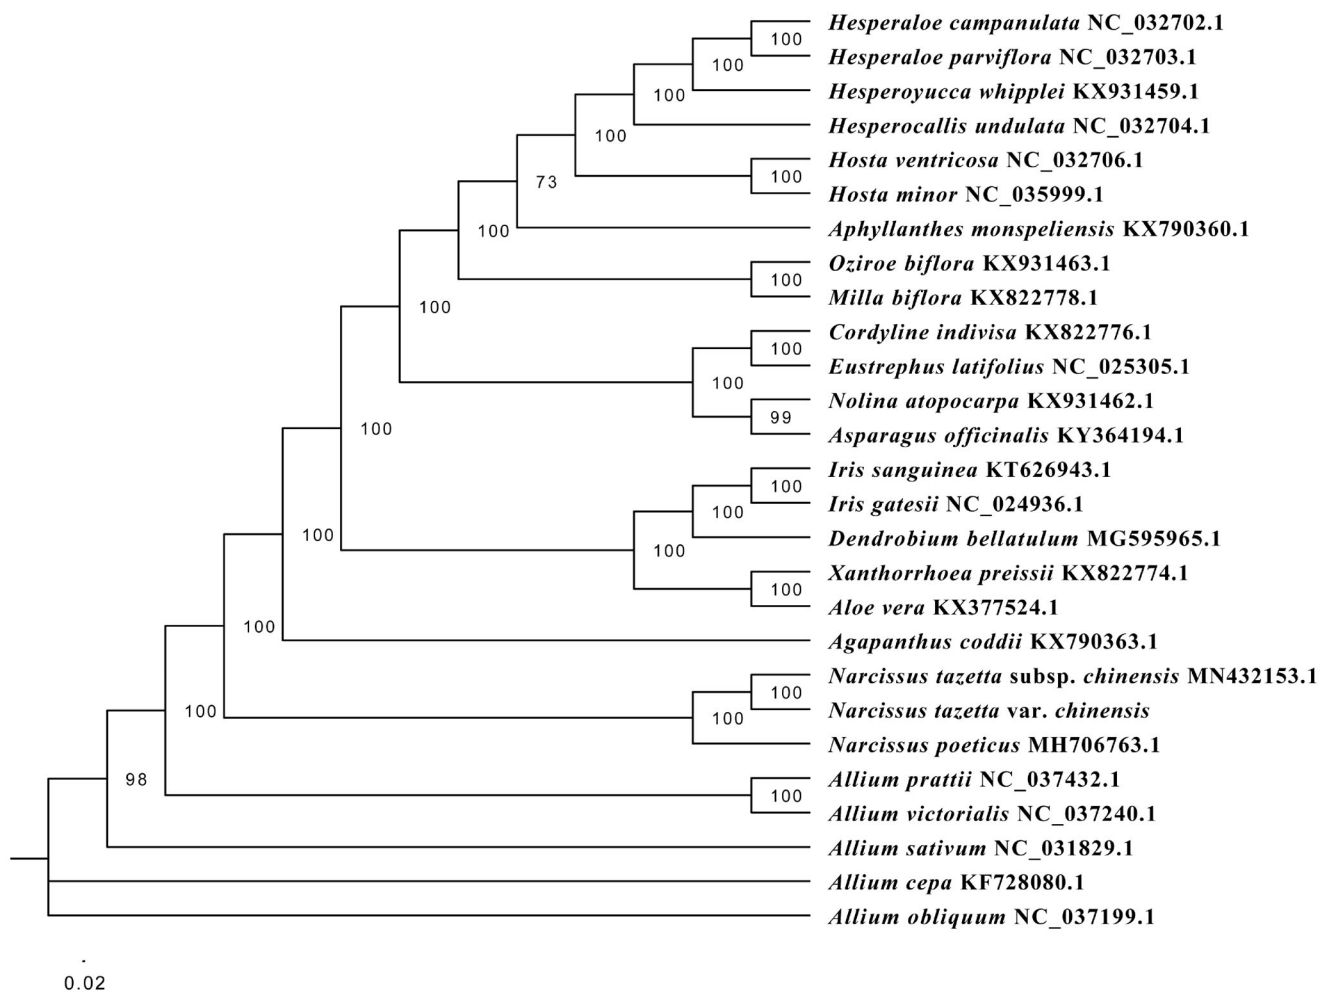 Hesperaloe campanulata NC_032702.1
100
Hesperaloe parviflora NC_032703.1
100
Hesperoyucca whipplei KX931459.1
100
Hesperocallis undulata NC_032704.1
100
Hosta ventricosa NC_032706.1
100
73
Hosta minor NC_035999.1
100
Aphyllanthes monspeliensis KX790360.1
Oziroe biflora KX931463.1
100
Milla biflora KX822778.1
100
Cordyline indivisa KX822776.1
100
Eustrephus latifolius NC_025305.1
100
Nolina atopocarpa KX931462.1
99
100
Asparagus officinalis KY364194.1
Iris sanguinea KT626943.1
100
Iris gatesii NC_024936.1
100
100
Dendrobium bellatulum MG595965.1
100
Xanthorrhoea preissii KX822774.1
100
Aloe vera KX377524.1
100
Agapanthus coddii KX790363.1
Narcissus tazetta subsp. chinensis MN432153.1
100
Narcissus tazetta var. chinensis
100
100
Narcissus poeticus MH706763.1
Allium prattii NC_037432.1
98
100
Allium victorialis NC_037240.1
Allium sativum NC_031829.1
Allium cepa KF728080.1
Allium obliquum NC_037199.1
0.02